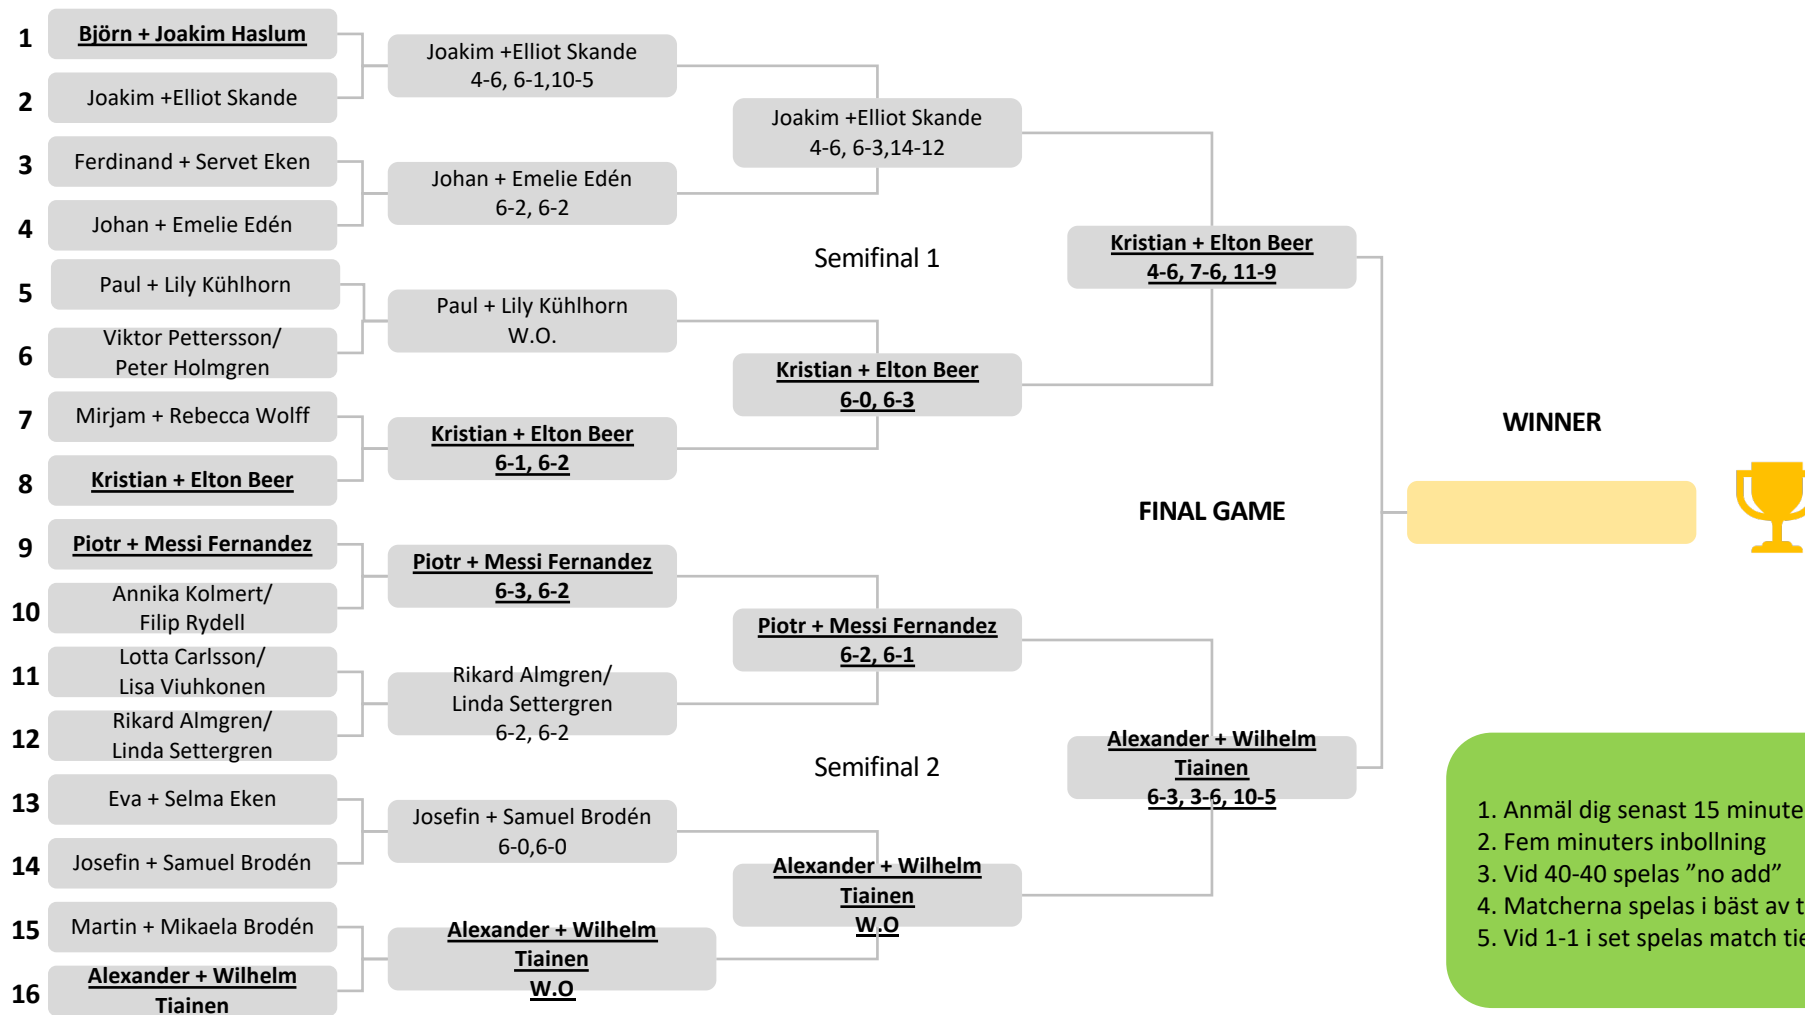 1
Björn + Joakim Haslum
2
Joakim +Elliot Skande
3
Ferdinand + Servet Eken
4
Johan + Emelie Edén
5
Paul + Lily Kühlhorn
6
Viktor Pettersson/
Peter Holmgren
7
Mirjam + Rebecca Wolff
8
Kristian + Elton Beer
9
Piotr + Messi Fernandez
10
Annika Kolmert/
Filip Rydell
11
Lotta Carlsson/
Lisa Viuhkonen
12
Rikard Almgren/
Linda Settergren
13
Eva + Selma Eken
14
Josefin + Samuel Brodén
15
Martin + Mikaela Brodén
16
Alexander + Wilhelm
Tiainen
Joakim +Elliot Skande
4-6, 6-1,10-5
Johan + Emelie Edén
6-2, 6-2
Paul + Lily Kühlhorn
W.O.
Kristian + Elton Beer
6-1, 6-2
Piotr + Messi Fernandez
6-3, 6-2
Rikard Almgren/
Linda Settergren
6-2, 6-2
Josefin + Samuel Brodén
6-0,6-0
Alexander + Wilhelm
Tiainen
W.O
Joakim +Elliot Skande
4-6, 6-3,14-12
Semifinal 1
Kristian + Elton Beer
6-0, 6-3
Piotr + Messi Fernandez
6-2, 6-1
Semifinal 2
Alexander + Wilhelm
Tiainen
W.O
Kristian + Elton Beer
4-6, 7-6, 11-9
FINAL GAME
Alexander + Wilhelm
Tiainen
6-3, 3-6, 10-5
WINNER
1. Anmäl dig senast 15 minute
2. Fem minuters inbollning
3. Vid 40-40 spelas ”no add”
4. Matcherna spelas i bäst av t
5. Vid 1-1 i set spelas match tie